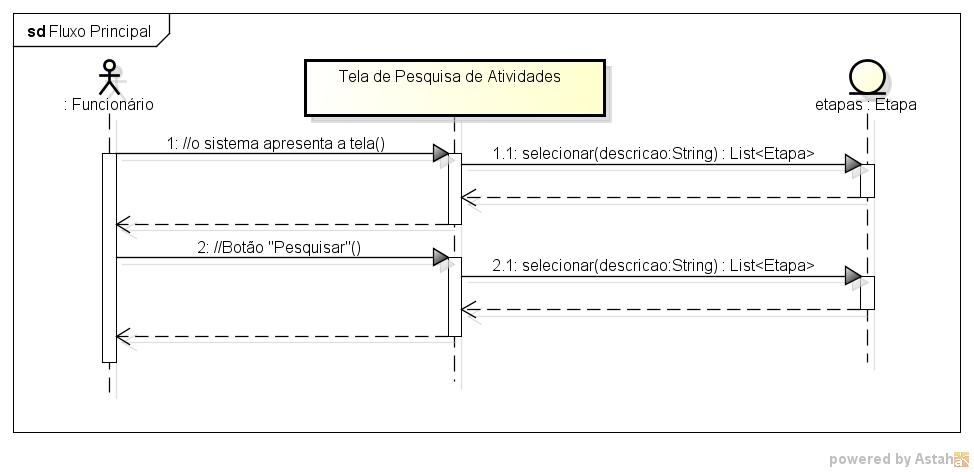 sd Fluxo Principal
: Funcionário
Tela de Pesquisa de Atividades
etapas : Etapa
1: //o sistema apresenta a tela()
1.1: selecionar(descricao:String) : List<Etapa>
2: //Botão "Pesquisar"()
2.1: selecionar(descricao:String) : List<Etapa>
powered by Astah